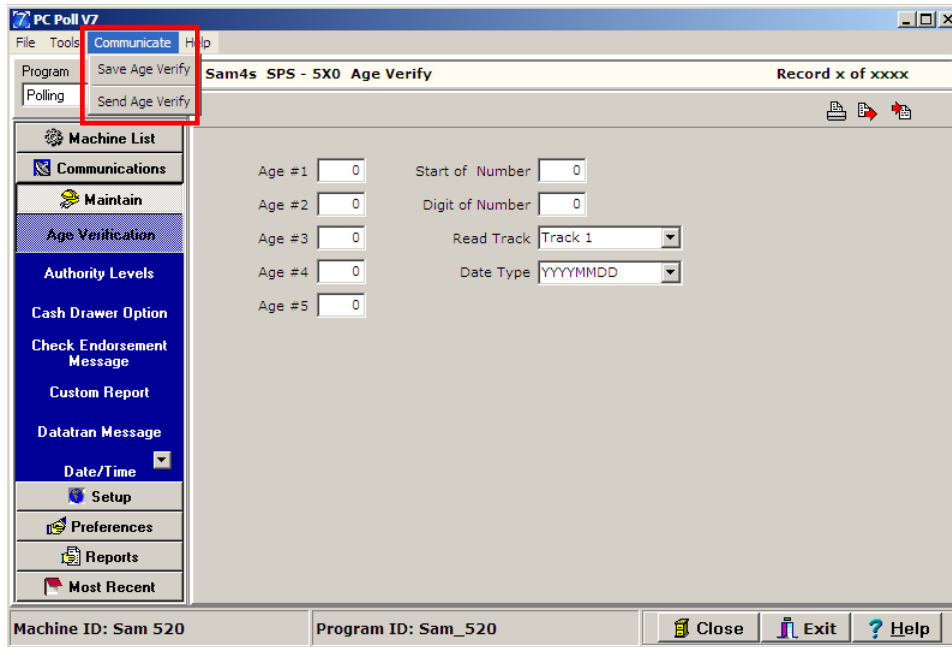 PC Poll V7
File Tools Communicate Help
Program
Polling
Save Age Verify
Send Age Verify
Sam4s SPS - 5X0 Age Verify
Record x of xxxx
Machine List
Communications
Maintain
Age Verification
Authority Levels
Cash Drawer Option
Check Endorsement
Message
Custom Report
Datatran Message
Date/Time
Setup
Preferences
Reports
Most Recent
Age #1 0
Start of Number 0
Age #2 0
Digit of Number 0
Age #3 0
Read Track Track 1
Age #4 0
Date Type YYYYMMDD
Age #5 0
Machine ID: Sam 520
Program ID: Sam_520
Close
Exit
? Help